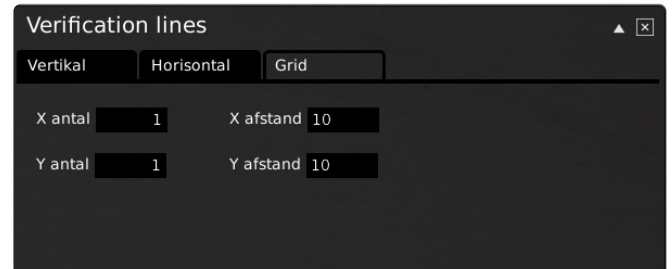 Verification lines
Vertikal Horisontal Grid
X antal 1 X afstand 10
Y antal 1 Y afstand 10